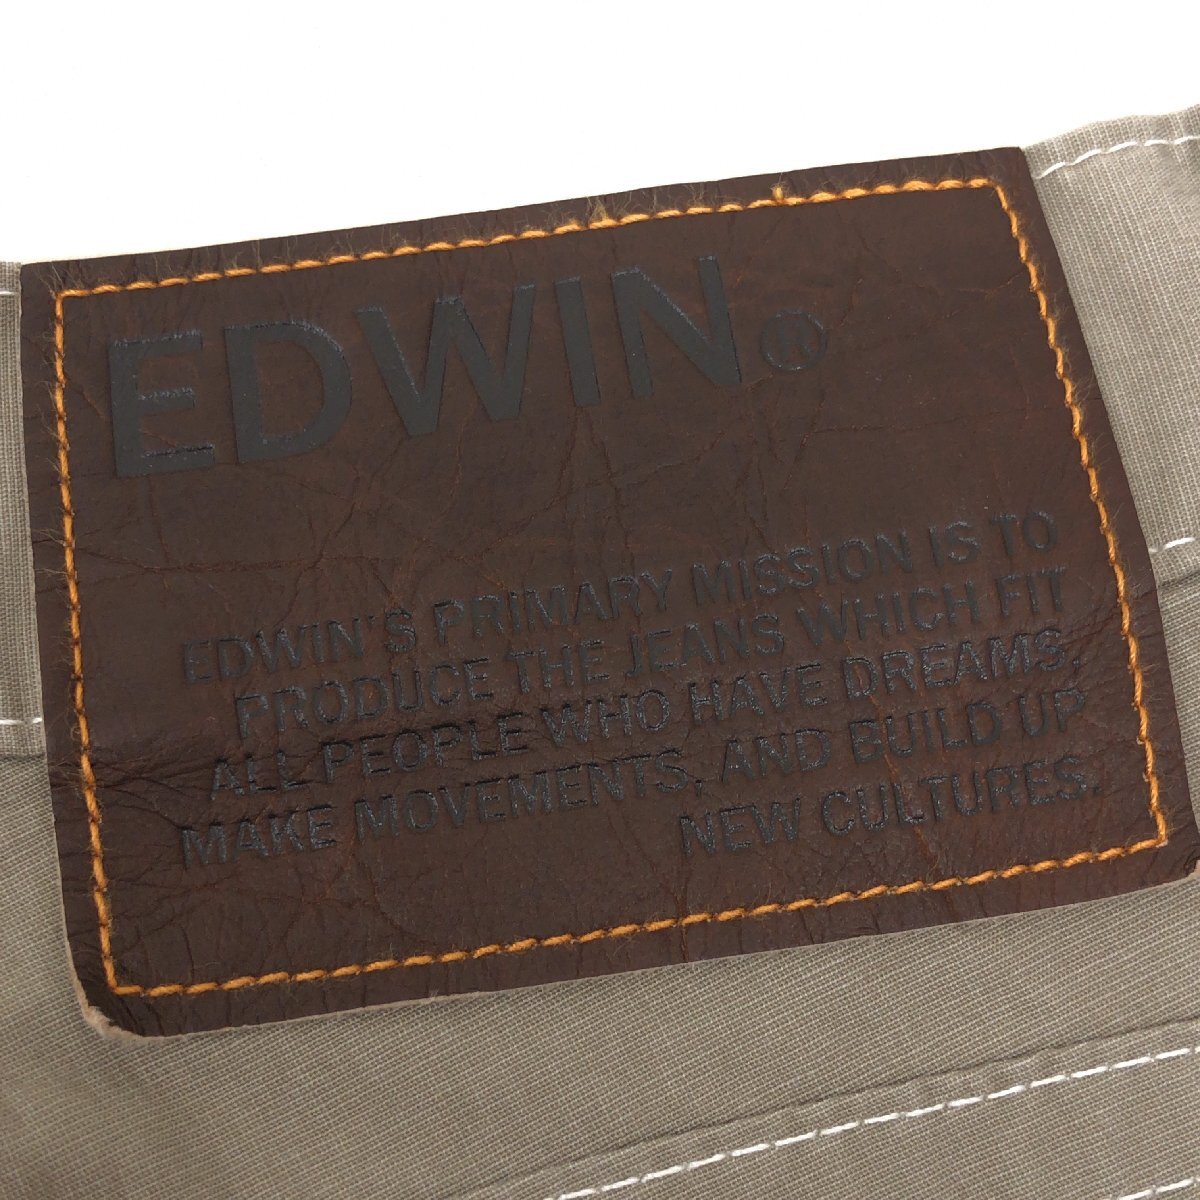 EDWIN®
EDWIN'S PRIMARY MISSION IS TO
PRODUCE THE JEANS WHICH FIT
ALL PEOPLE WHO HAVE DREAMS,
MAKE MOVEMENTS, AND BUILD UP
NEW CULTURES.